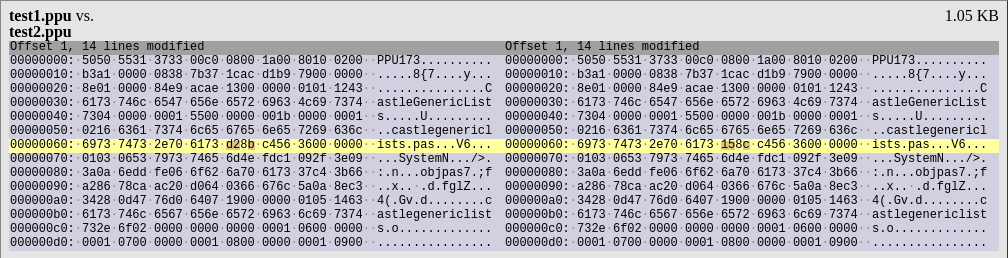 test1.ppu vs.
test2.ppu
1.05 KB
Offset 1, 14 lines modified Offset 1, 14 lines modified
00000000:·5050·5531·3733·00c0·0800·1a00·8010·0200··PPU173.......... 00000000:·5050·5531·3733·00c0·0800·1a00·8010·0200··PPU173..........
00000010:·b3a1·0000·0838·7b37·1cac·d1b9·7900·0000··.....8{7....y... 00000010:·b3a1·0000·0838·7b37·1cac·d1b9·7900·0000··.....8{7....y...
00000020:·8e01·0000·84e9·acae·1300·0000·0101·1243··...............C 00000020:·8e01·0000·84e9·acae·1300·0000·0101·1243··...............C
00000030:·6173·746c·6547·656e·6572·6963·4c69·7374··astleGenericList 00000030:·6173·746c·6547·656e·6572·6963·4c69·7374··astleGenericList
00000040:·7304·0000·0001·5500·0000·001b·0000·0001··s.....U......... 00000040:·7304·0000·0001·5500·0000·001b·0000·0001··s.....U.........
00000050:·0216·6361·7374·6c65·6765·6e65·7269·636c··..castlegenericl 00000050:·0216·6361·7374·6c65·6765·6e65·7269·636c··..castlegenericl
00000060:·6973·7473·2e70·6173·d28b·c456·3600·0000··ists.pas...V6... 00000060:·6973·7473·2e70·6173·158c·c456·3600·0000··ists.pas...V6...
00000070:·0103·0653·7973·7465·6d4e·fdc1·092f·3e09··...SystemN.../>. 00000070:·0103·0653·7973·7465·6d4e·fdc1·092f·3e09··...SystemN.../>.
00000080:·3a0a·6edd·fe06·6f62·6a70·6173·37c4·3b66··:.n...objpas7.;f 00000080:·3a0a·6edd·fe06·6f62·6a70·6173·37c4·3b66··:.n...objpas7.;f
00000090:·a286·78ca·ac20·d064·0366·676c·5a0a·8ec3··..x..·.d.fglZ... 00000090:·a286·78ca·ac20·d064·0366·676c·5a0a·8ec3··..x..·.d.fglZ...
000000a0:·3428·0d47·76d0·6407·1900·0000·0105·1463··4(.Gv.d........c 000000a0:·3428·0d47·76d0·6407·1900·0000·0105·1463··4(.Gv.d........c
000000b0:·6173·746c·6567·656e·6572·6963·6c69·7374··astlegenericlist 000000b0:·6173·746c·6567·656e·6572·6963·6c69·7374··astlegenericlist
000000c0:·732e·6f02·0000·0000·0000·0001·0600·0000··s.o............. 000000c0:·732e·6f02·0000·0000·0000·0001·0600·0000··s.o.............
000000d0:·0001·0700·0000·0001·0800·0000·0001·0900··................ 000000d0:·0001·0700·0000·0001·0800·0000·0001·0900··................